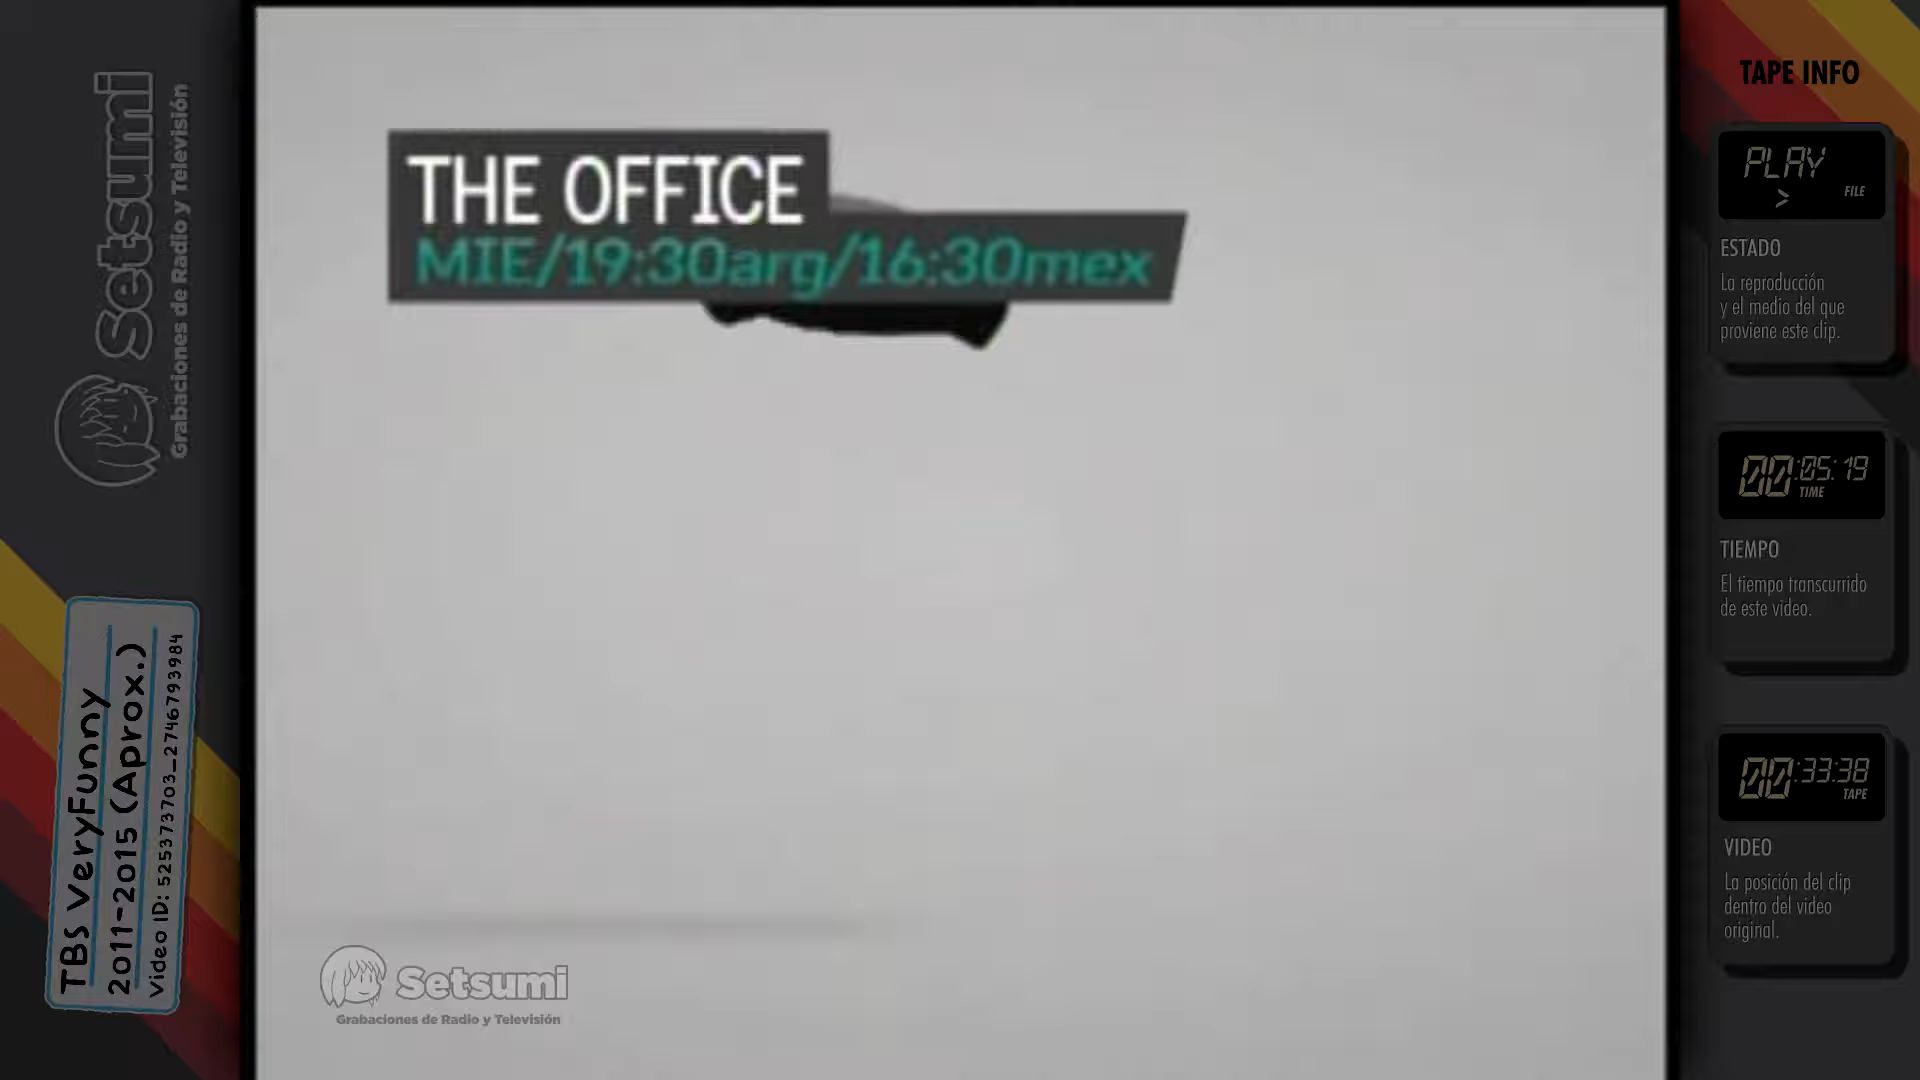 Setsumi
Grabaciones de Radio y Televisión
TBS VeryFunny
2011-2015 (Aprox.)
Video ID: 525373703_2746793984
THE OFFICE
MIE/19:30arg/16:30mex
Setsumi
Grabaciones de Radio y Televisión
TAPE INFO
PLAY
>
FILE
ESTADO
La reproducción
y el medio del que
proviene este clip.
00:05:19
TIME
TIEMPO
El tiempo transcurrido
de este video.
00:33:38
TAPE
VIDEO
La posición del clip
dentro del video
original.